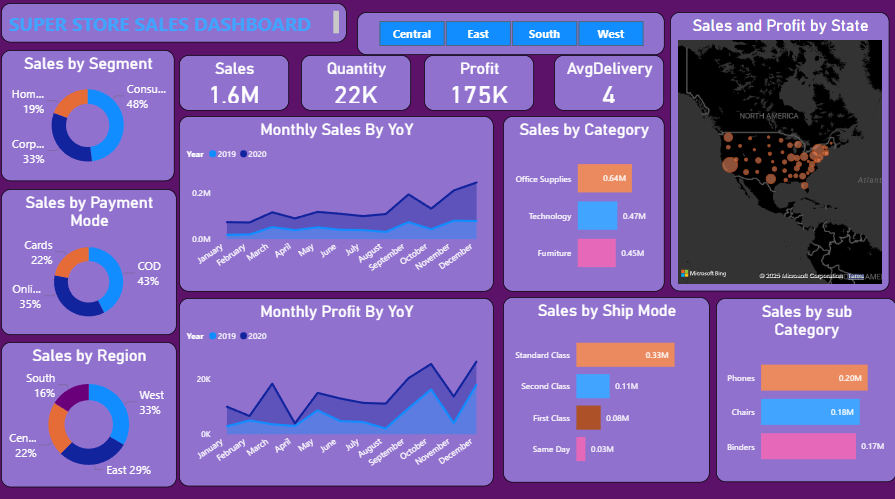 SUPER STORE SALES DASHBOARD
Central East South West
Sales and Profit by State
NORTH AMERICA
Atlant
Microsoft Bing
© 2025 Microsoft Corporation Terms
Sales by Segment
Hom...
19%
Consu...
48%
Corp...
33%
Sales
1.6M
Quantity
22K
Profit
175K
AvgDelivery
4
Monthly Sales By YoY
Year 2019 2020
0.2M
0.0M
January February March April May June July August September October November December
Sales by Category
Office Supplies 0.64M
Technology 0.47M
Furniture 0.45M
Sales by Payment
Mode
Cards
22%
COD
43%
Onli...
35%
Monthly Profit By YoY
Year 2019 2020
20K
0K
January February March April May June July August September October November December
Sales by Ship Mode
Standard Class 0.33M
Second Class 0.11M
First Class 0.08M
Same Day 0.03M
Sales by sub
Category
Phones 0.20M
Chairs 0.18M
Binders 0.17M
Sales by Region
South
16%
West
33%
Cen...
22%
East 29%